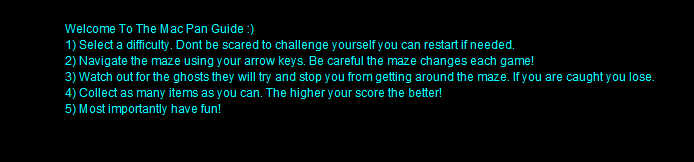 Welcome To The Mac Pan Guide :)
1) Select a difficulty. Dont be scared to challenge yourself you can restart if needed.
2) Navigate the maze using your arrow keys. Be careful the maze changes each game!
3) Watch out for the ghosts they will try and stop you from getting around the maze. If you are caught you lose.
4) Collect as many items as you can. The higher your score the better!
5) Most importantly have fun!